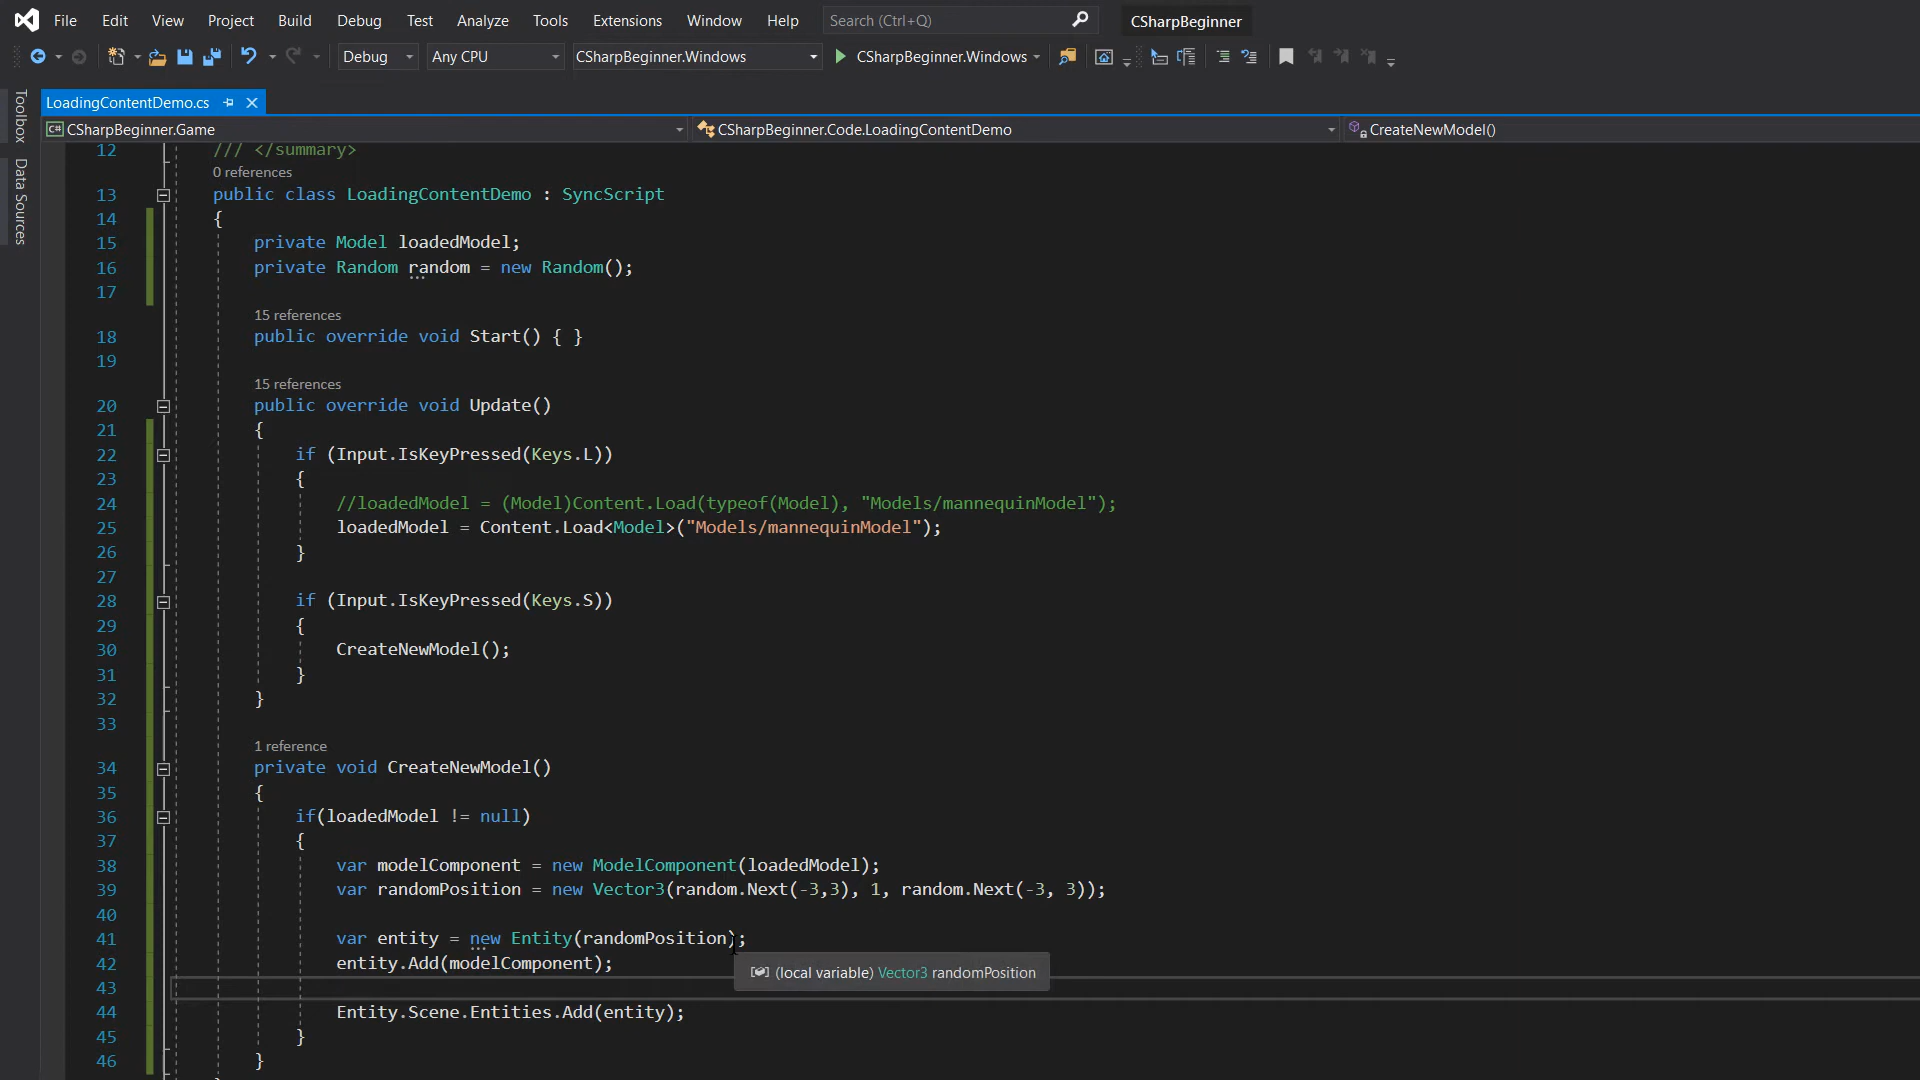 File Edit View Project Build Debug Test Analyze Tools Extensions Window Help Search (Ctrl+Q) CSharpBeginner
Debug Any CPU CSharpBeginner.Windows CSharpBeginner.Windows
Toolbox
Data Sources
LoadingContentDemo.cs
C# CSharpBeginner.Game CSharpBeginner.Code.LoadingContentDemo CreateNewModel()
12 /// </summary>
0 references
13 public class LoadingContentDemo : SyncScript
14 {
15 private Model loadedModel;
16 private Random random = new Random();
17
15 references
18 public override void Start() { }
19
15 references
20 public override void Update()
21 {
22 if (Input.IsKeyPressed(Keys.L))
23 {
24 //loadedModel = (Model)Content.Load(typeof(Model), "Models/mannequinModel");
25 loadedModel = Content.Load<Model>("Models/mannequinModel");
26 }
27
28 if (Input.IsKeyPressed(Keys.S))
29 {
30 CreateNewModel();
31 }
32 }
33
1 reference
34 private void CreateNewModel()
35 {
36 if(loadedModel != null)
37 {
38 var modelComponent = new ModelComponent(loadedModel);
39 var randomPosition = new Vector3(random.Next(-3,3), 1, random.Next(-3, 3));
40
41 var entity = new Entity(randomPosition);
42 entity.Add(modelComponent);
(local variable) Vector3 randomPosition
43
44 Entity.Scene.Entities.Add(entity);
45 }
46 }